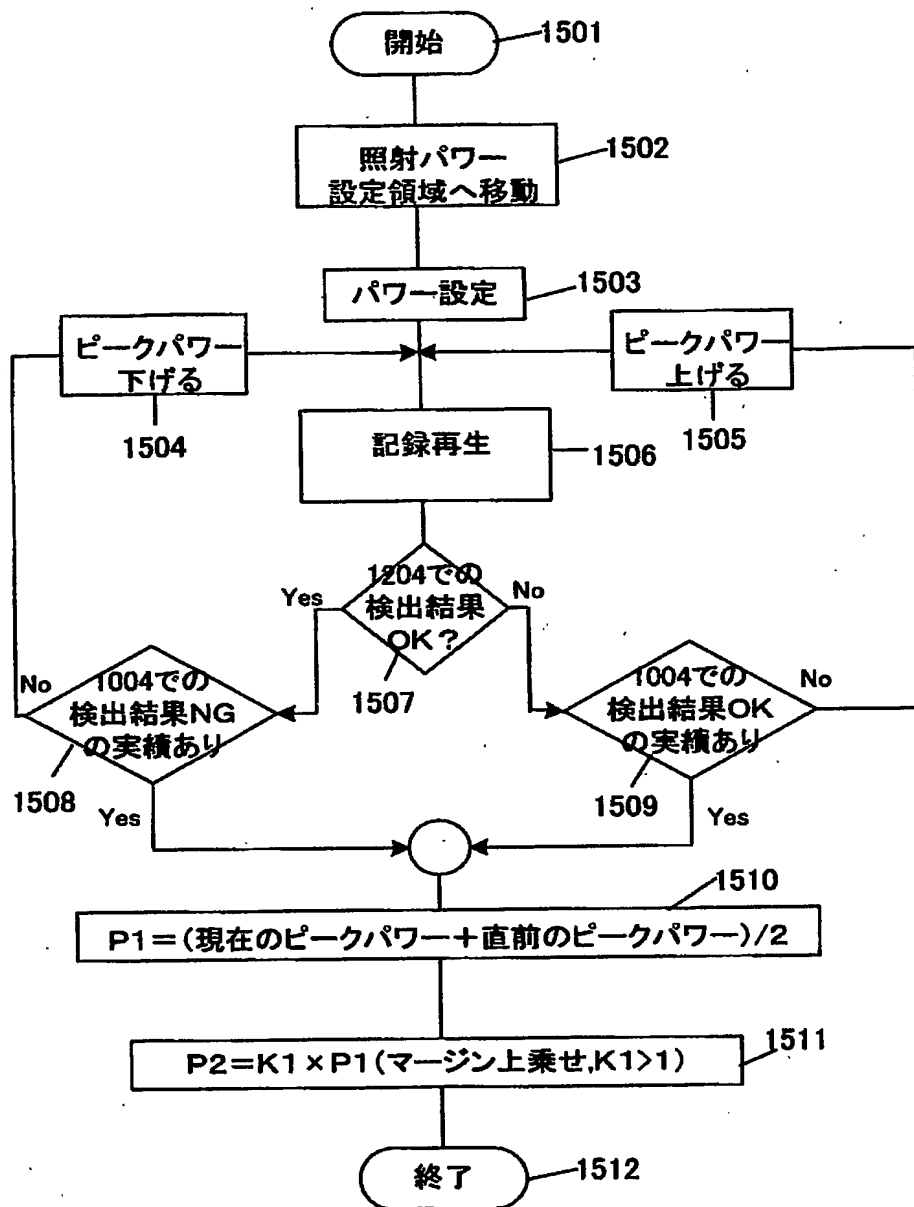 開始
1501
照射パワー
設定領域へ移動
1502
パワー設定
1503
ピークパワー
下げる
1504
ピークパワー
上げる
1505
記録再生
1506
1204での
検出結果
OK?
1507
Yes
No
1004での
検出結果NG
の実績あり
1508
No
Yes
1004での
検出結果OK
の実績あり
1509
No
Yes
1510
P1=(現在のピークパワー+直前のピークパワー)/2
1511
P2=K1×P1(マージン上乗せ,K1>1)
終了
1512